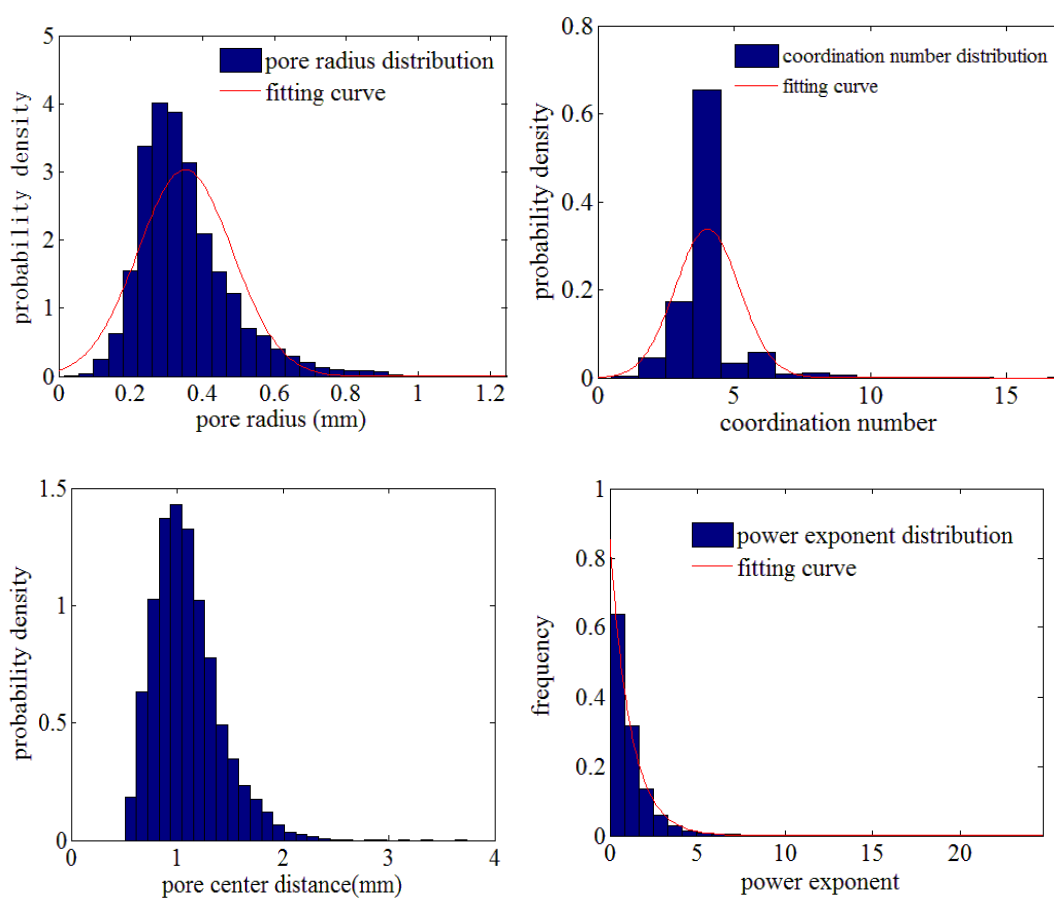 5
4
3
2
1
0
probability density
pore radius distribution
fitting curve
0 0.2 0.4 0.6 0.8 1 1.2
pore radius (mm)
0.8
0.6
0.4
0.2
0
probability density
coordination number distribution
fitting curve
0 5 10 15
coordination number
1.5
1
0.5
0
probability density
0 1 2 3 4
pore center distance(mm)
1
0.8
0.6
0.4
0.2
0
frequency
power exponent distribution
fitting curve
0 5 10 15 20
power exponent